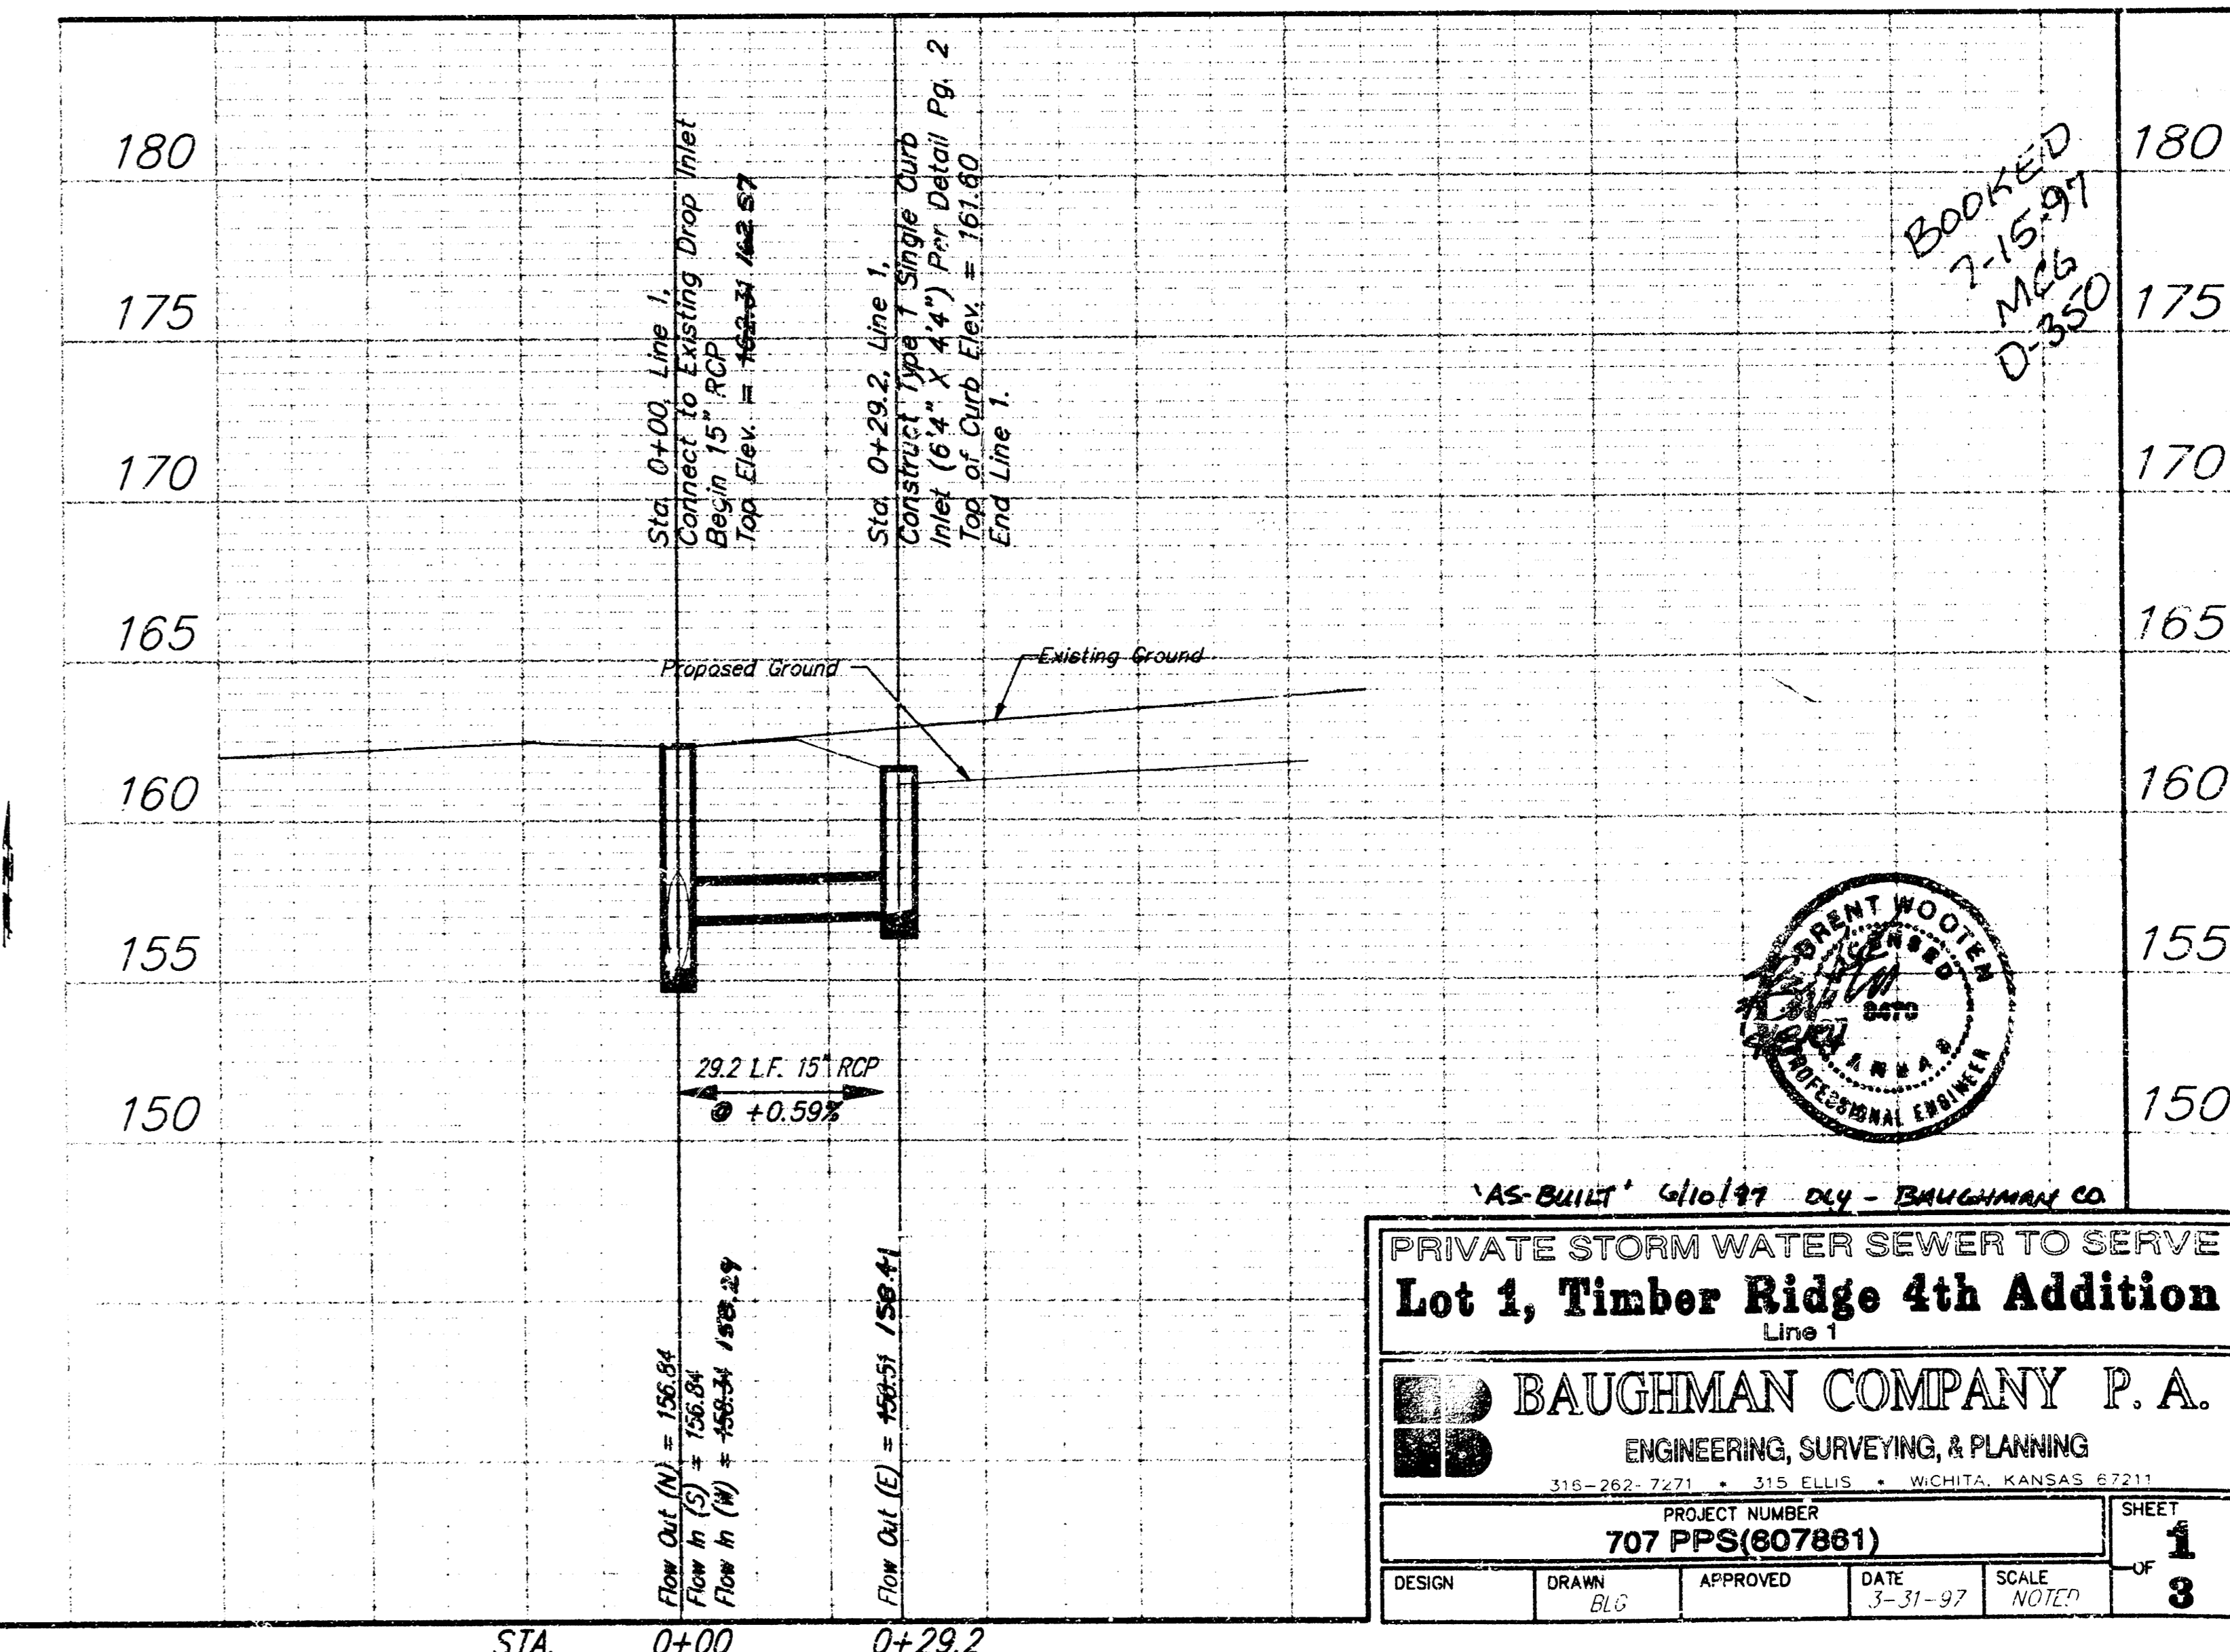 180
175
170
165
160
155
150
Sta. 0+00, Line 1,
Connect to Existing Drop Inlet
Begin 15" RCP
Top Elev. = 162.31 162.57
Sta. 0+29.2, Line 1,
Construct Type 1 Single Curb
Inlet (6'4" X 4'4") Per Detail Pg. 2
Top of Curb Elev. = 161.60
End Line 1.
BOOKED
7-15-97
MCG
D-350
180
175
170
165
160
155
150
Proposed Ground
Existing Ground
29.2 L.F. 15" RCP
@ +0.59%
Flow Out (N) = 156.84
Flow In (S) = 156.84
Flow In (W) = 158.34 158.29
Flow Out (E) = 158.51 158.41
STA. 0+00 0+29.2
BRENT WOOTEN
LICENSED
KANSAS
PROFESSIONAL ENGINEER
'AS-BUILT' 6/10/97 DLY - BAUGHMAN CO.
PRIVATE STORM WATER SEWER TO SERVE
Lot 1, Timber Ridge 4th Addition
Line 1
BAUGHMAN COMPANY P. A.
ENGINEERING, SURVEYING, & PLANNING
316-262-7271 • 315 ELLIS • WICHITA, KANSAS 67211
PROJECT NUMBER
707 PPS(607861)
SHEET
1
OF
3
DESIGN
DRAWN
BLG
APPROVED
DATE
3-31-97
SCALE
NOTED